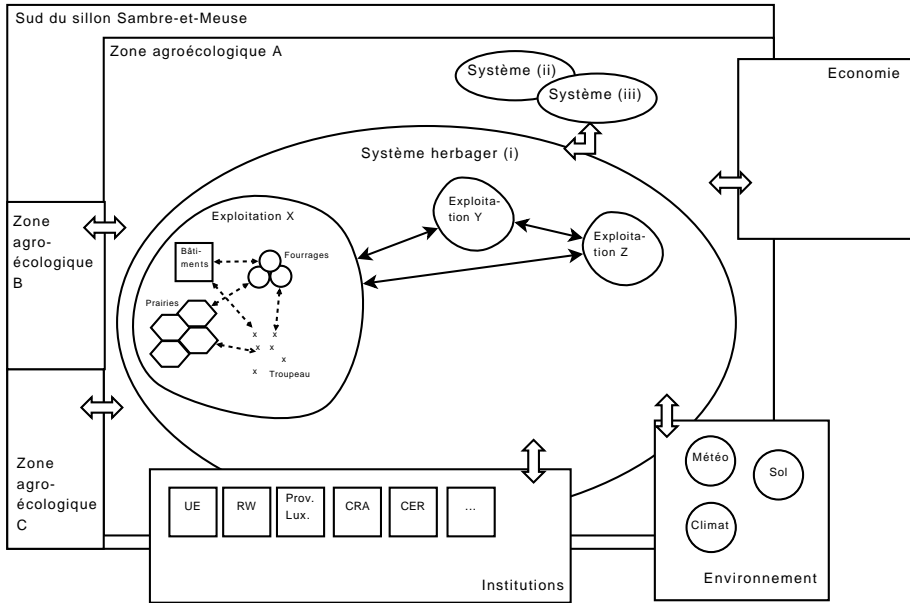 Sud du sillon Sambre-et-Meuse
Zone agroécologique A
Système (ii)
Système (iii)
Economie
Système herbager (i)
Exploitation X
Exploita-
tion Y
Exploita-
tion Z
Zone
agro-
écologique
B
Bâti-
ments
Fourrages
Prairies
x x
x x
x
x
Troupeau
Zone
agro-
écologique
C
UE
RW
Prov.
Lux.
CRA
CER
...
Institutions
Météo
Sol
Climat
Environnement